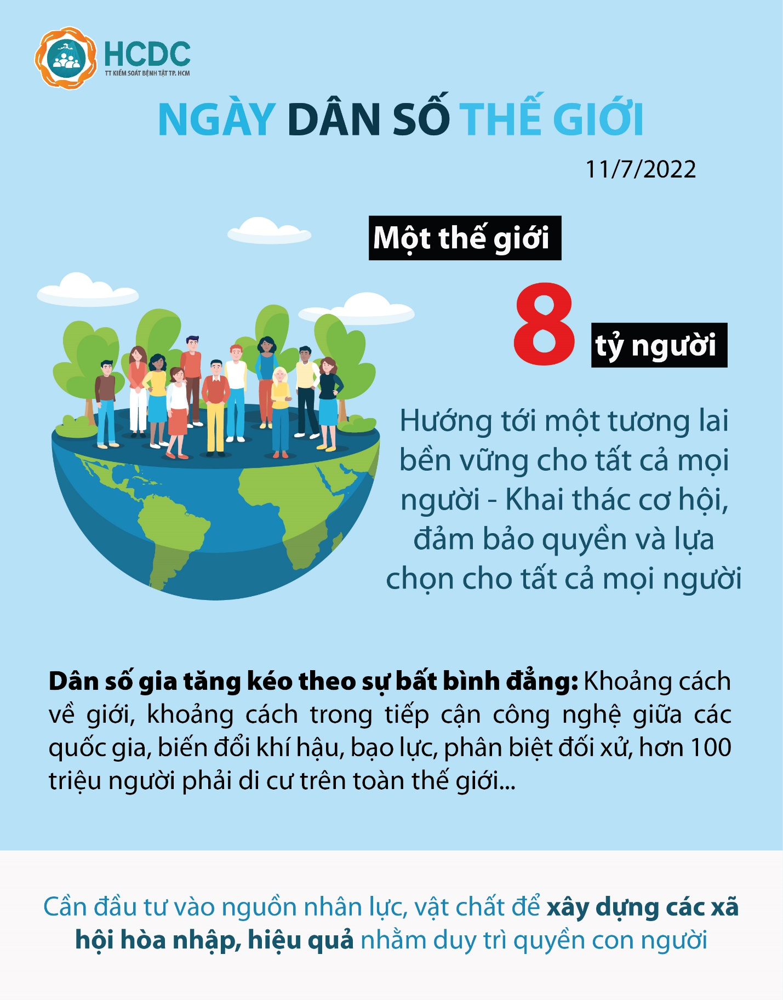 HCDC
TT KIỂM SOÁT BỆNH TẬT TP. HCM
NGÀY DÂN SỐ THẾ GIỚI
11/7/2022
Một thế giới
8 tỷ người
Hướng tới một tương lai
bền vững cho tất cả mọi
người - Khai thác cơ hội,
đảm bảo quyền và lựa
chọn cho tất cả mọi người
Dân số gia tăng kéo theo sự bất bình đẳng: Khoảng cách
về giới, khoảng cách trong tiếp cận công nghệ giữa các
quốc gia, biến đổi khí hậu, bạo lực, phân biệt đối xử, hơn 100
triệu người phải di cư trên toàn thế giới...
Cần đầu tư vào nguồn nhân lực, vật chất để xây dựng các xã
hội hòa nhập, hiệu quả nhằm duy trì quyền con người